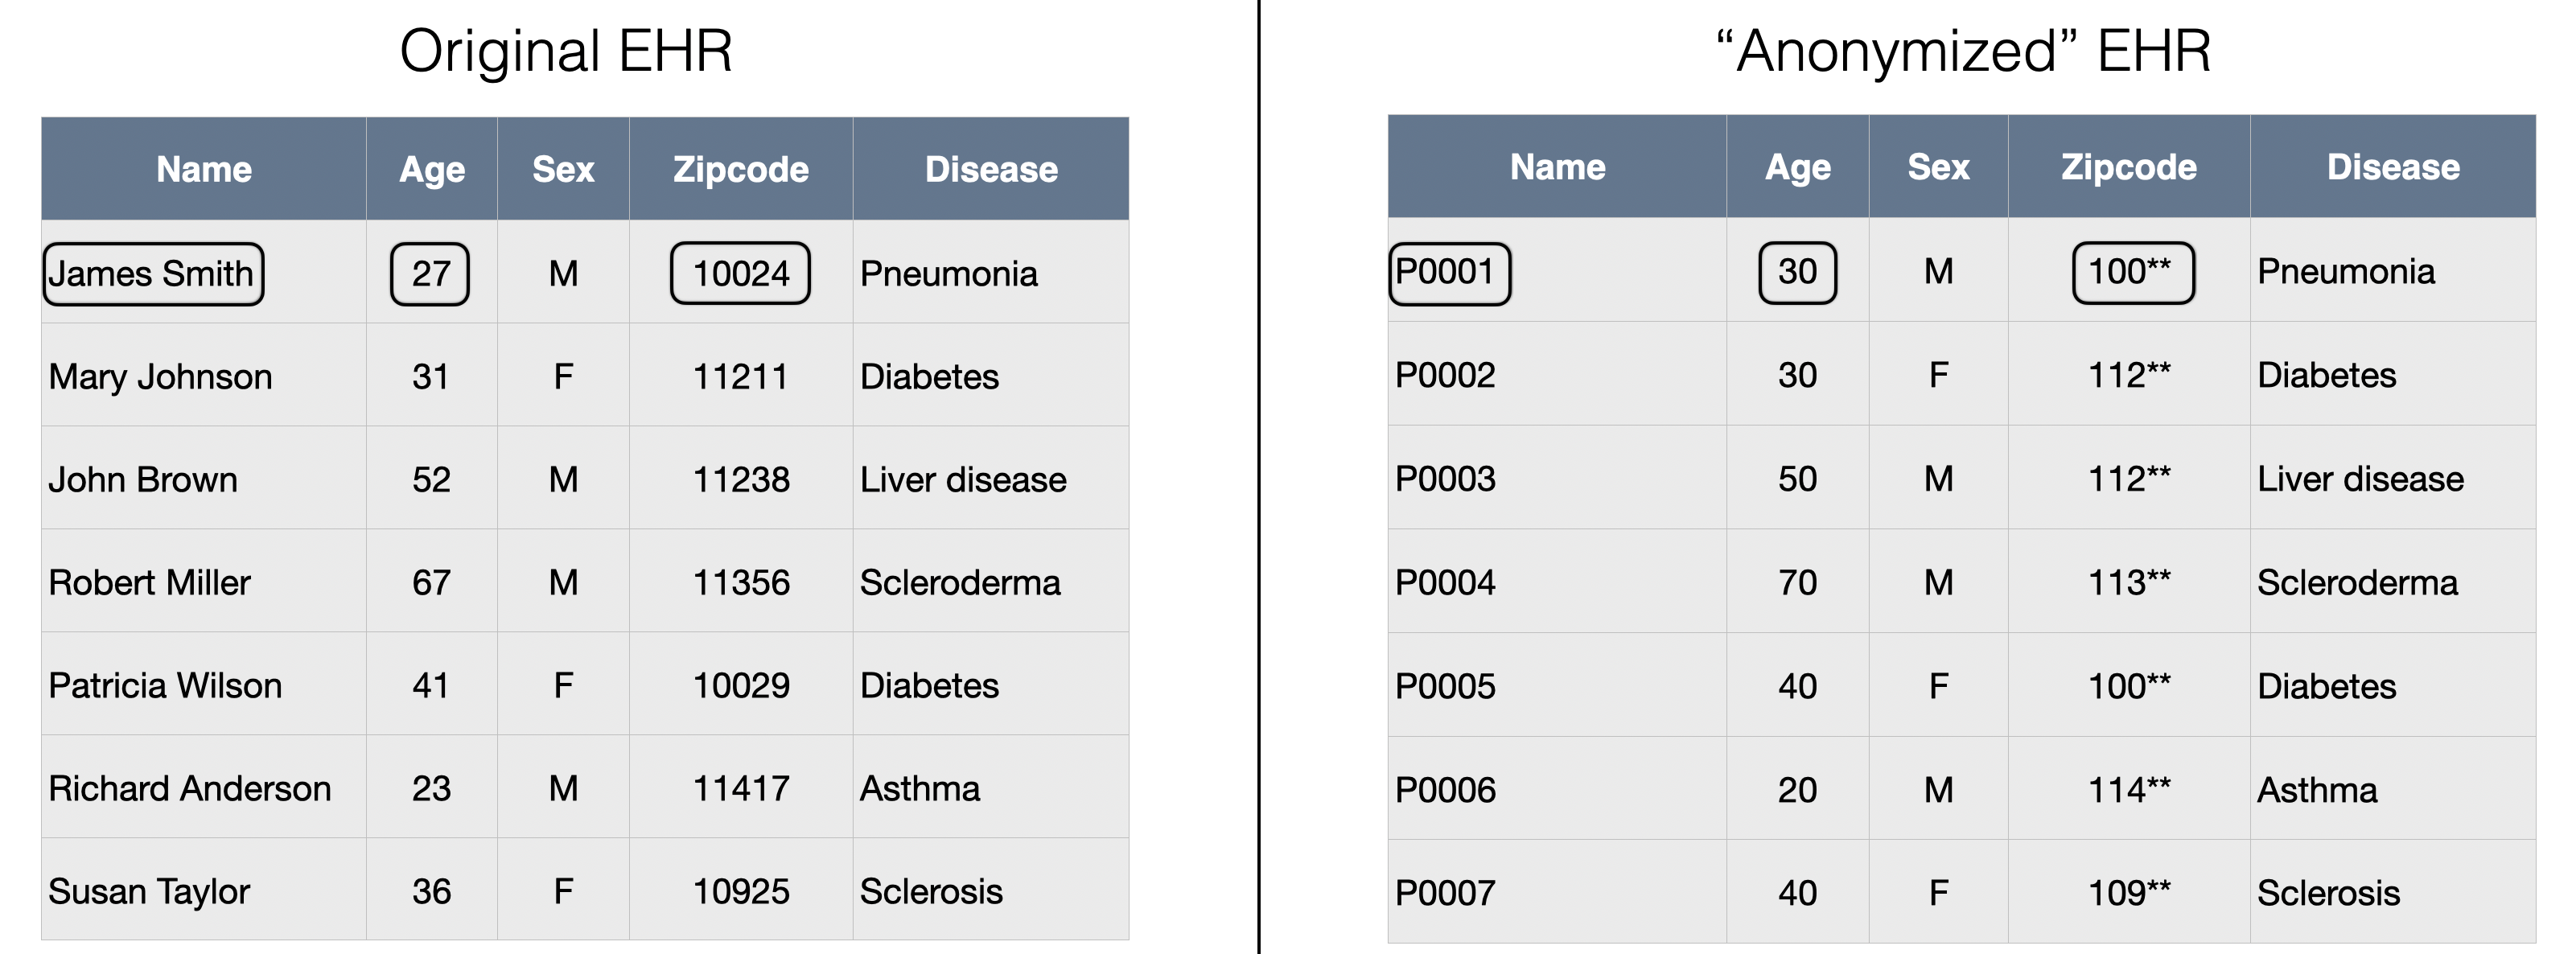 Original EHR
Name Age Sex Zipcode Disease
James Smith 27 M 10024 Pneumonia
Mary Johnson 31 F 11211 Diabetes
John Brown 52 M 11238 Liver disease
Robert Miller 67 M 11356 Scleroderma
Patricia Wilson 41 F 10029 Diabetes
Richard Anderson 23 M 11417 Asthma
Susan Taylor 36 F 10925 Sclerosis
“Anonymized” EHR
Name Age Sex Zipcode Disease
P0001 30 M 100** Pneumonia
P0002 30 F 112** Diabetes
P0003 50 M 112** Liver disease
P0004 70 M 113** Scleroderma
P0005 40 F 100** Diabetes
P0006 20 M 114** Asthma
P0007 40 F 109** Sclerosis